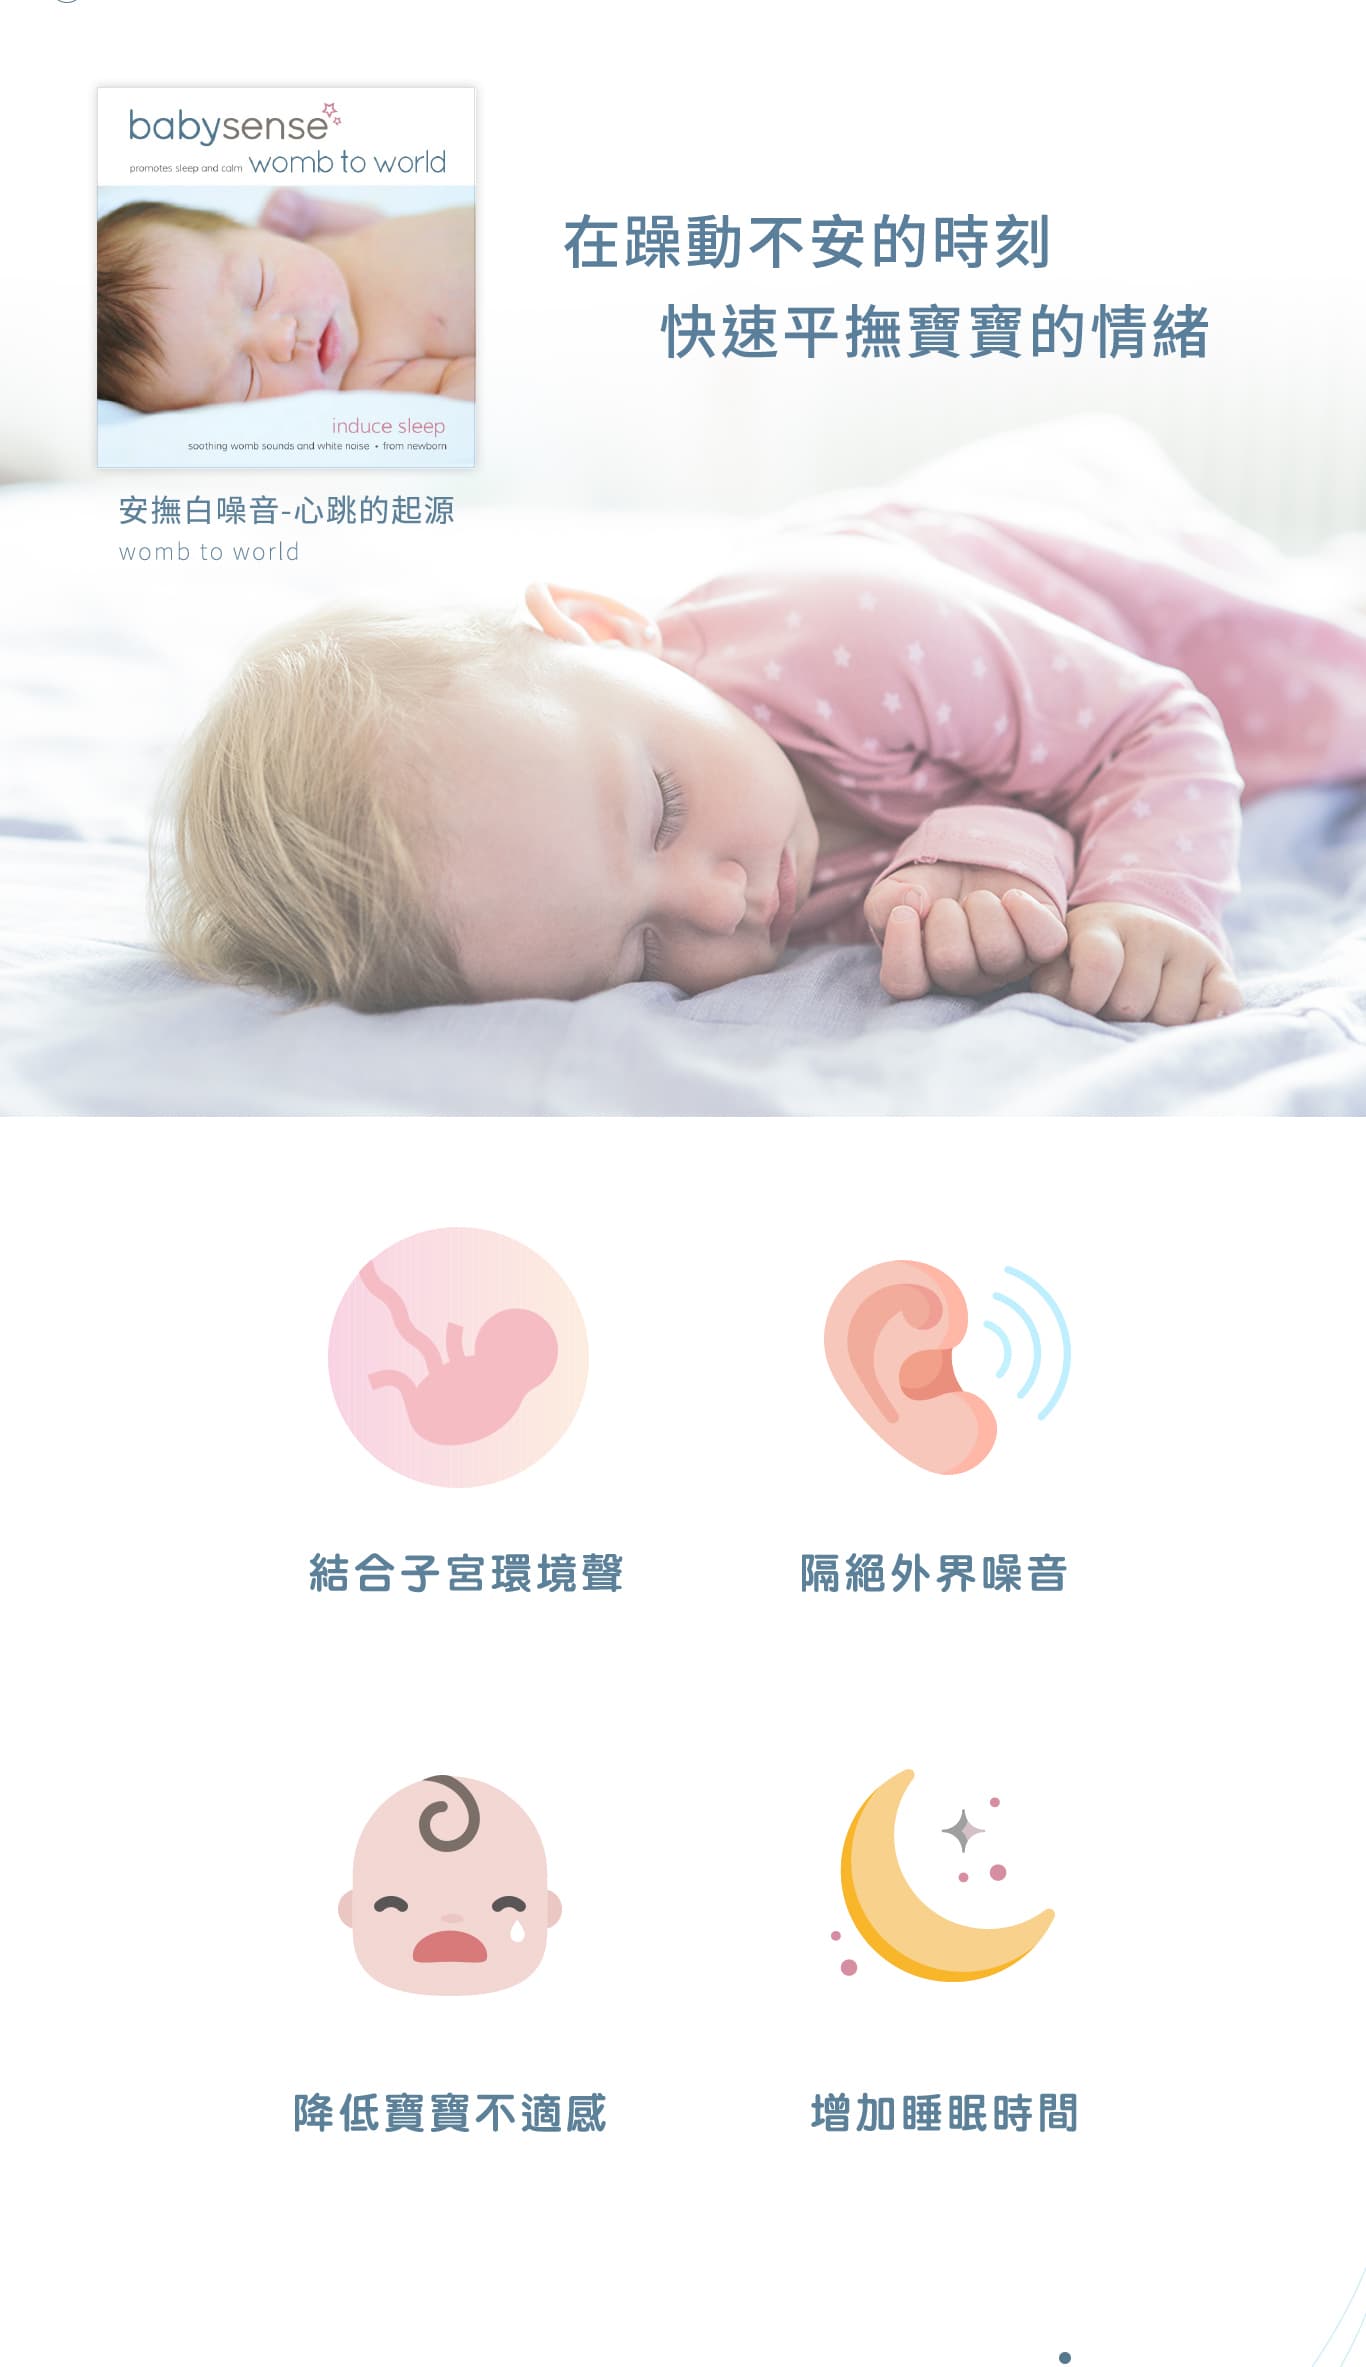 babysense
promotes sleep and calm womb to world
induce sleep
soothing womb sounds and white noise • from newborn
安撫白噪音-心跳的起源
womb to world
在躁動不安的時刻
快速平撫寶寶的情緒
結合子宮環境聲
隔絕外界噪音
降低寶寶不適感
增加睡眠時間